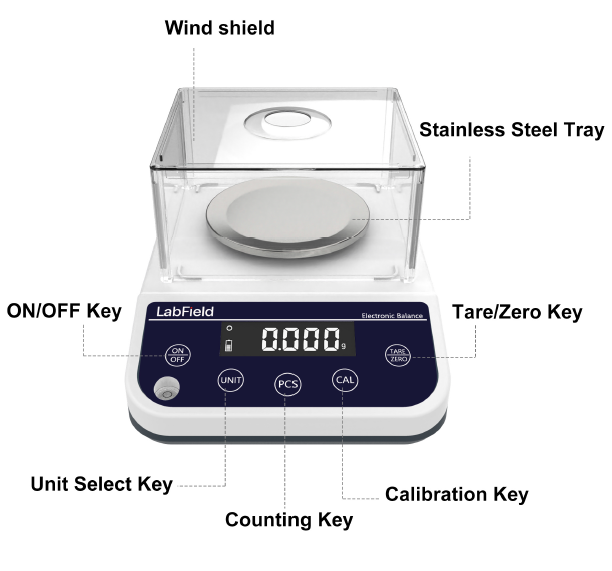 Wind shield
Stainless Steel Tray
ON/OFF Key
LabField
Electronic Balance
Tare/Zero Key
0.000g
ON
OFF
TARE
ZERO
UNIT
PCS
CAL
Unit Select Key
Calibration Key
Counting Key